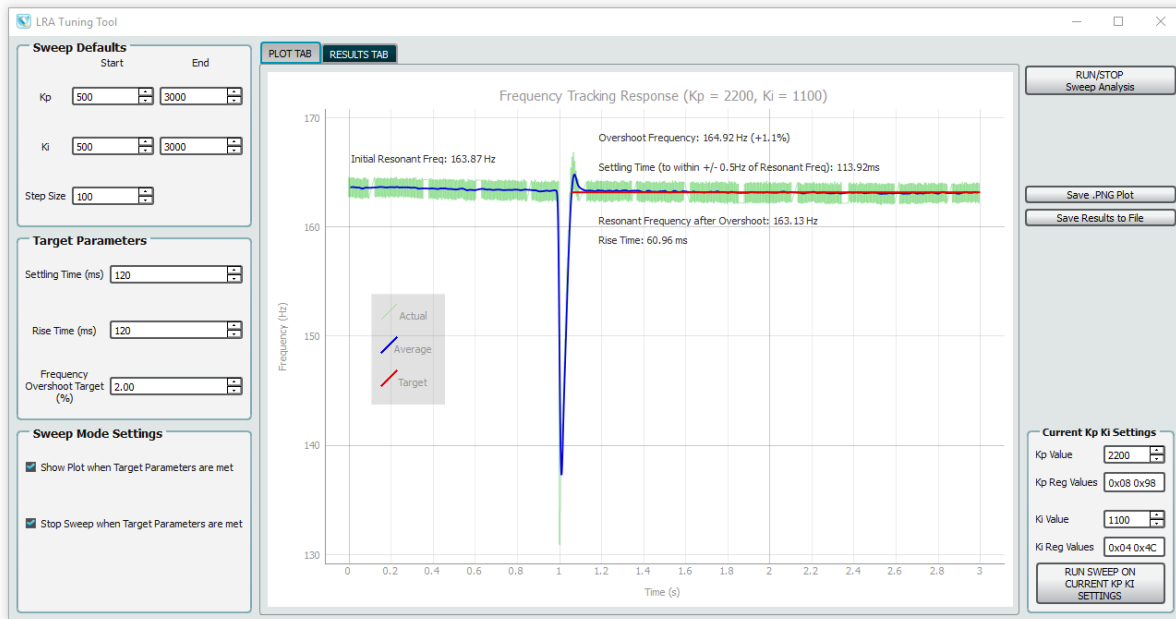 LRA Tuning Tool
Sweep Defaults
Start End
Kp 500 3000
Ki 500 3000
Step Size 100
Target Parameters
Settling Time (ms) 120
Rise Time (ms) 120
Frequency
Overshoot Target
(%)
2.00
Sweep Mode Settings
Show Plot when Target Parameters are met
Stop Sweep when Target Parameters are met
PLOT TAB RESULTS TAB
Frequency Tracking Response (Kp = 2200, Ki = 1100)
Overshoot Frequency: 164.92 Hz (+1.1%)
Initial Resonant Freq: 163.87 Hz
Settling Time (to within +/- 0.5Hz of Resonant Freq): 113.92ms
Resonant Frequency after Overshoot: 163.13 Hz
Rise Time: 60.96 ms
Actual
Average
Target
Frequency (Hz)
170
160
150
140
130
0 0.2 0.4 0.6 0.8 1 1.2 1.4 1.6 1.8 2 2.2 2.4 2.6 2.8 3
Time (s)
RUN/STOP
Sweep Analysis
Save .PNG Plot
Save Results to File
Current Kp Ki Settings
Kp Value 2200
Kp Reg Values 0x08 0x98
Ki Value 1100
Ki Reg Values 0x04 0x4C
RUN SWEEP ON
CURRENT KP KI
SETTINGS